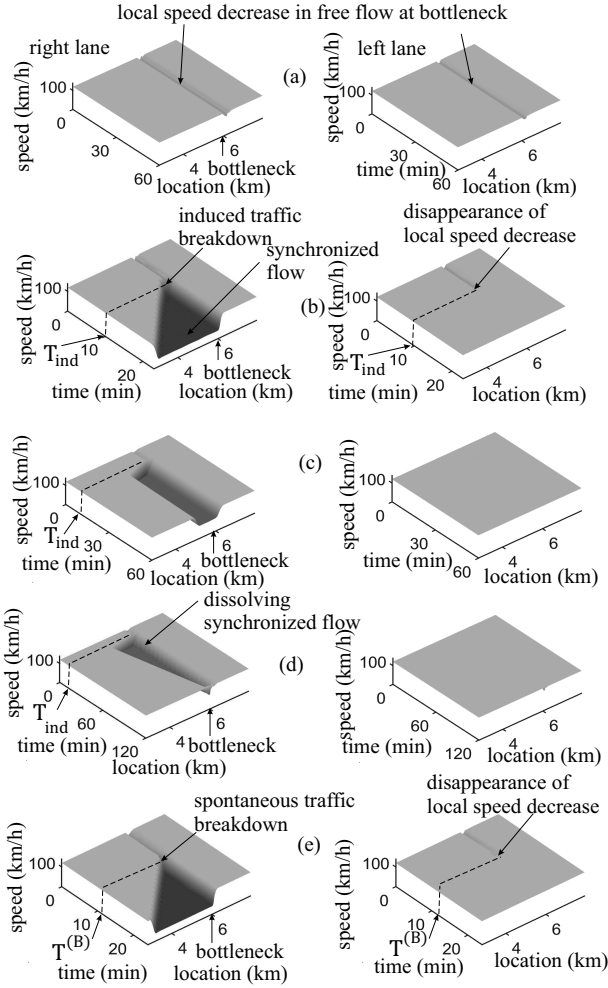 local speed decrease in free flow at bottleneck
right lane
(a)
left lane
speed (km/h)
100
0
30
60
4
6
bottleneck
location (km)
speed (km/h)
100
0
30
60
time (min)
4
6
location (km)
induced traffic
breakdown
synchronized
flow
disappearance of
local speed decrease
(b)
speed (km/h)
100
0
10
20
T_ind
time (min)
4
6
bottleneck
location (km)
speed (km/h)
100
0
10
20
T_ind
time (min)
4
6
location (km)
(c)
speed (km/h)
100
0
30
60
T_ind
time (min)
4
6
bottleneck
location (km)
speed (km/h)
100
0
30
60
time (min)
4
6
location (km)
dissolving
synchronized flow
(d)
speed (km/h)
100
0
60
120
T_ind
time (min)
4
6
bottleneck
location (km)
speed (km/h)
100
0
60
120
time (min)
4
6
location (km)
spontaneous traffic
breakdown
disappearance of
local speed decrease
(e)
speed (km/h)
100
0
10
20
T^(B)
time (min)
4
6
bottleneck
location (km)
speed (km/h)
100
0
10
20
T^(B)
time (min)
4
6
location (km)